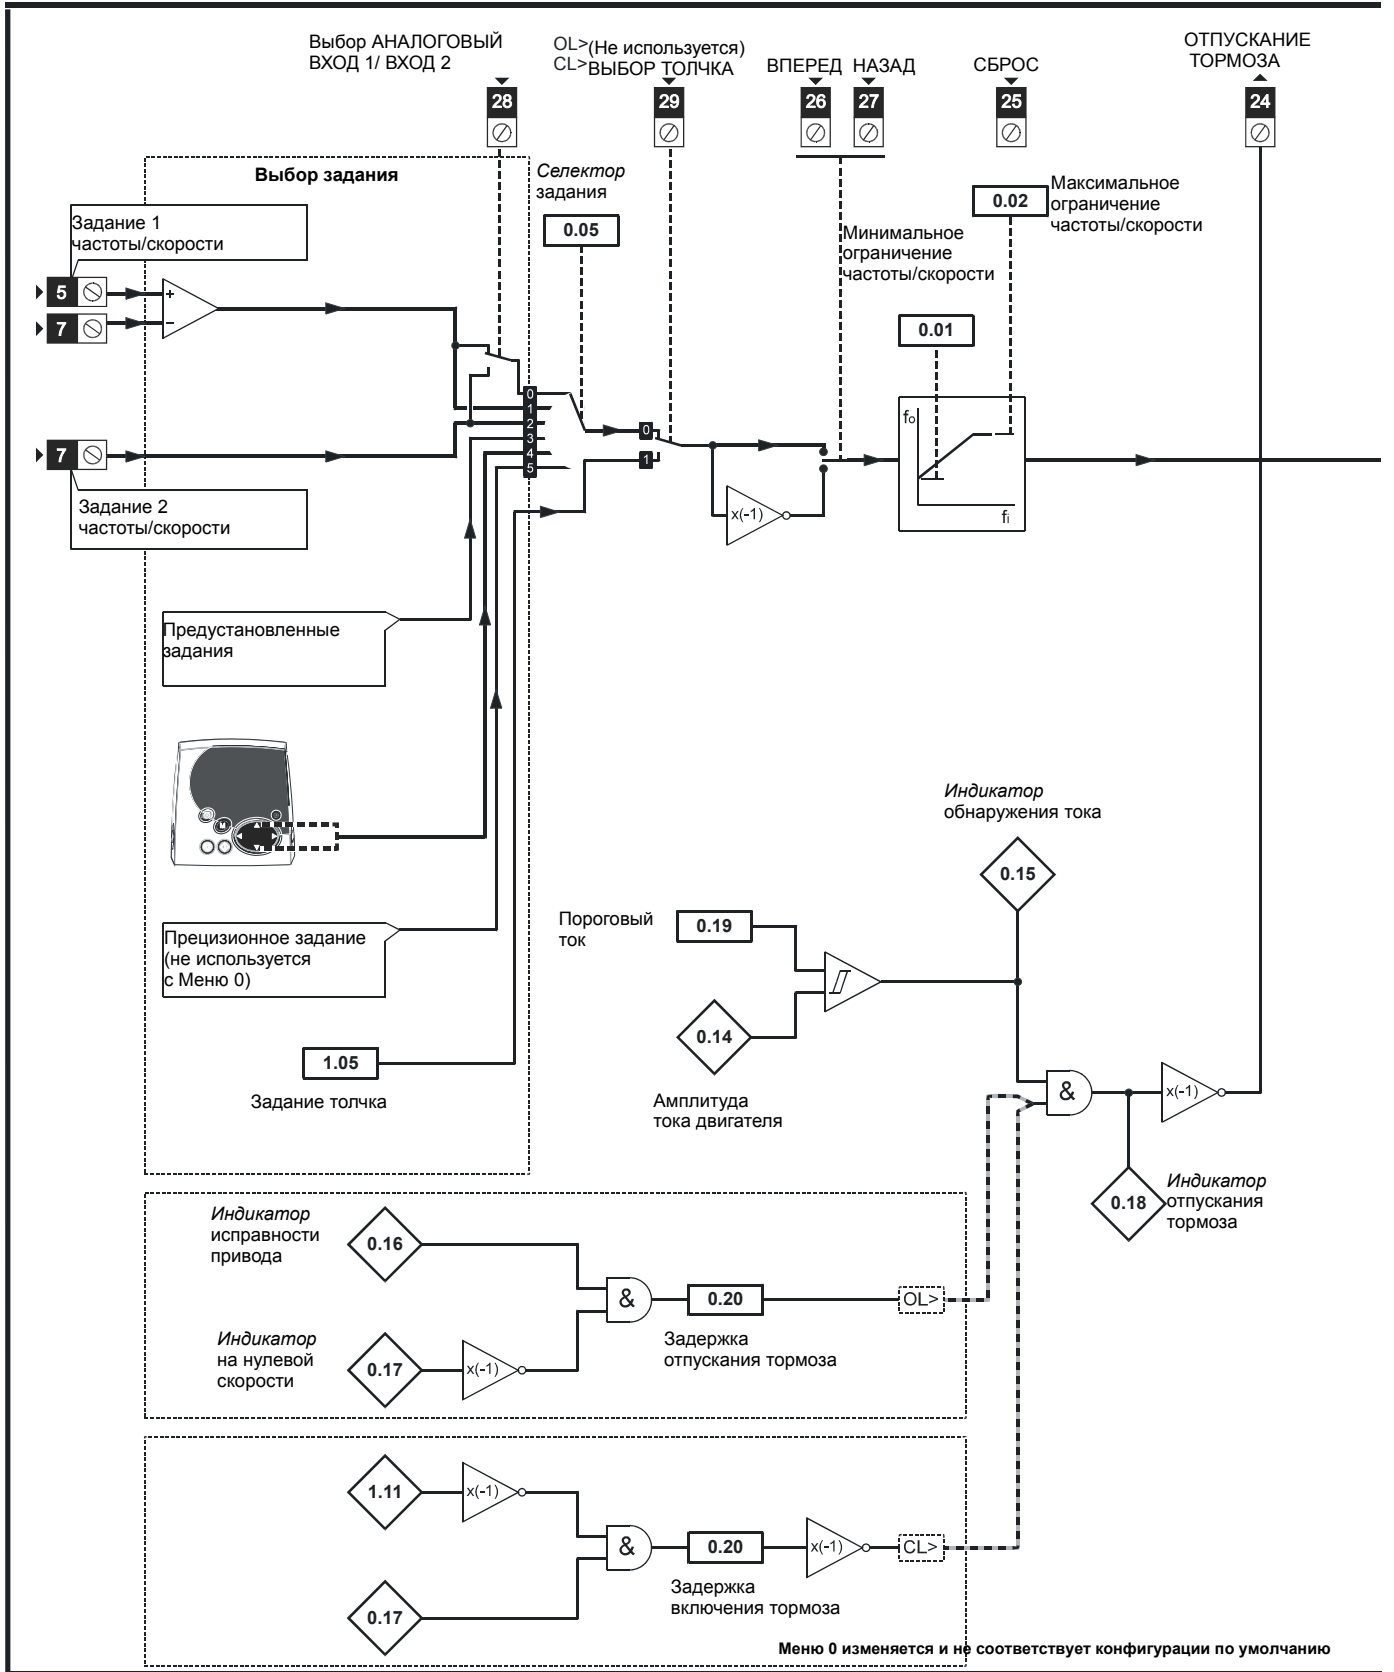 Выбор АНАЛОГОВЫЙ
ВХОД 1/ ВХОД 2
OL>(Не используется)
CL>ВЫБОР ТОЛЧКА
ВПЕРЕД НАЗАД
СБРОС
ОТПУСКАНИЕ
ТОРМОЗА
28
29
26
27
25
24
Выбор задания
Селектор
задания
0.05
0.02
Максимальное
ограничение
частоты/скорости
Минимальное
ограничение
частоты/скорости
0.01
Задание 1
частоты/скорости
5
7
+
–
0
1
2
3
4
5
0
1
7
Задание 2
частоты/скорости
x(-1)
fo
fi
Предустановленные
задания
M
Прецизионное задание
(не используется
с Меню 0)
1.05
Задание толчка
Индикатор
обнаружения тока
0.15
Пороговый
ток
0.19
0.14
Амплитуда
тока двигателя
&
x(-1)
0.18
Индикатор
отпускания
тормоза
Индикатор
исправности
привода
0.16
&
0.20
OL>
Задержка
отпускания тормоза
Индикатор
на нулевой
скорости
0.17
x(-1)
1.11
x(-1)
&
0.20
x(-1)
CL>
Задержка
включения тормоза
0.17
Меню 0 изменяется и не соответствует конфигурации по умолчанию